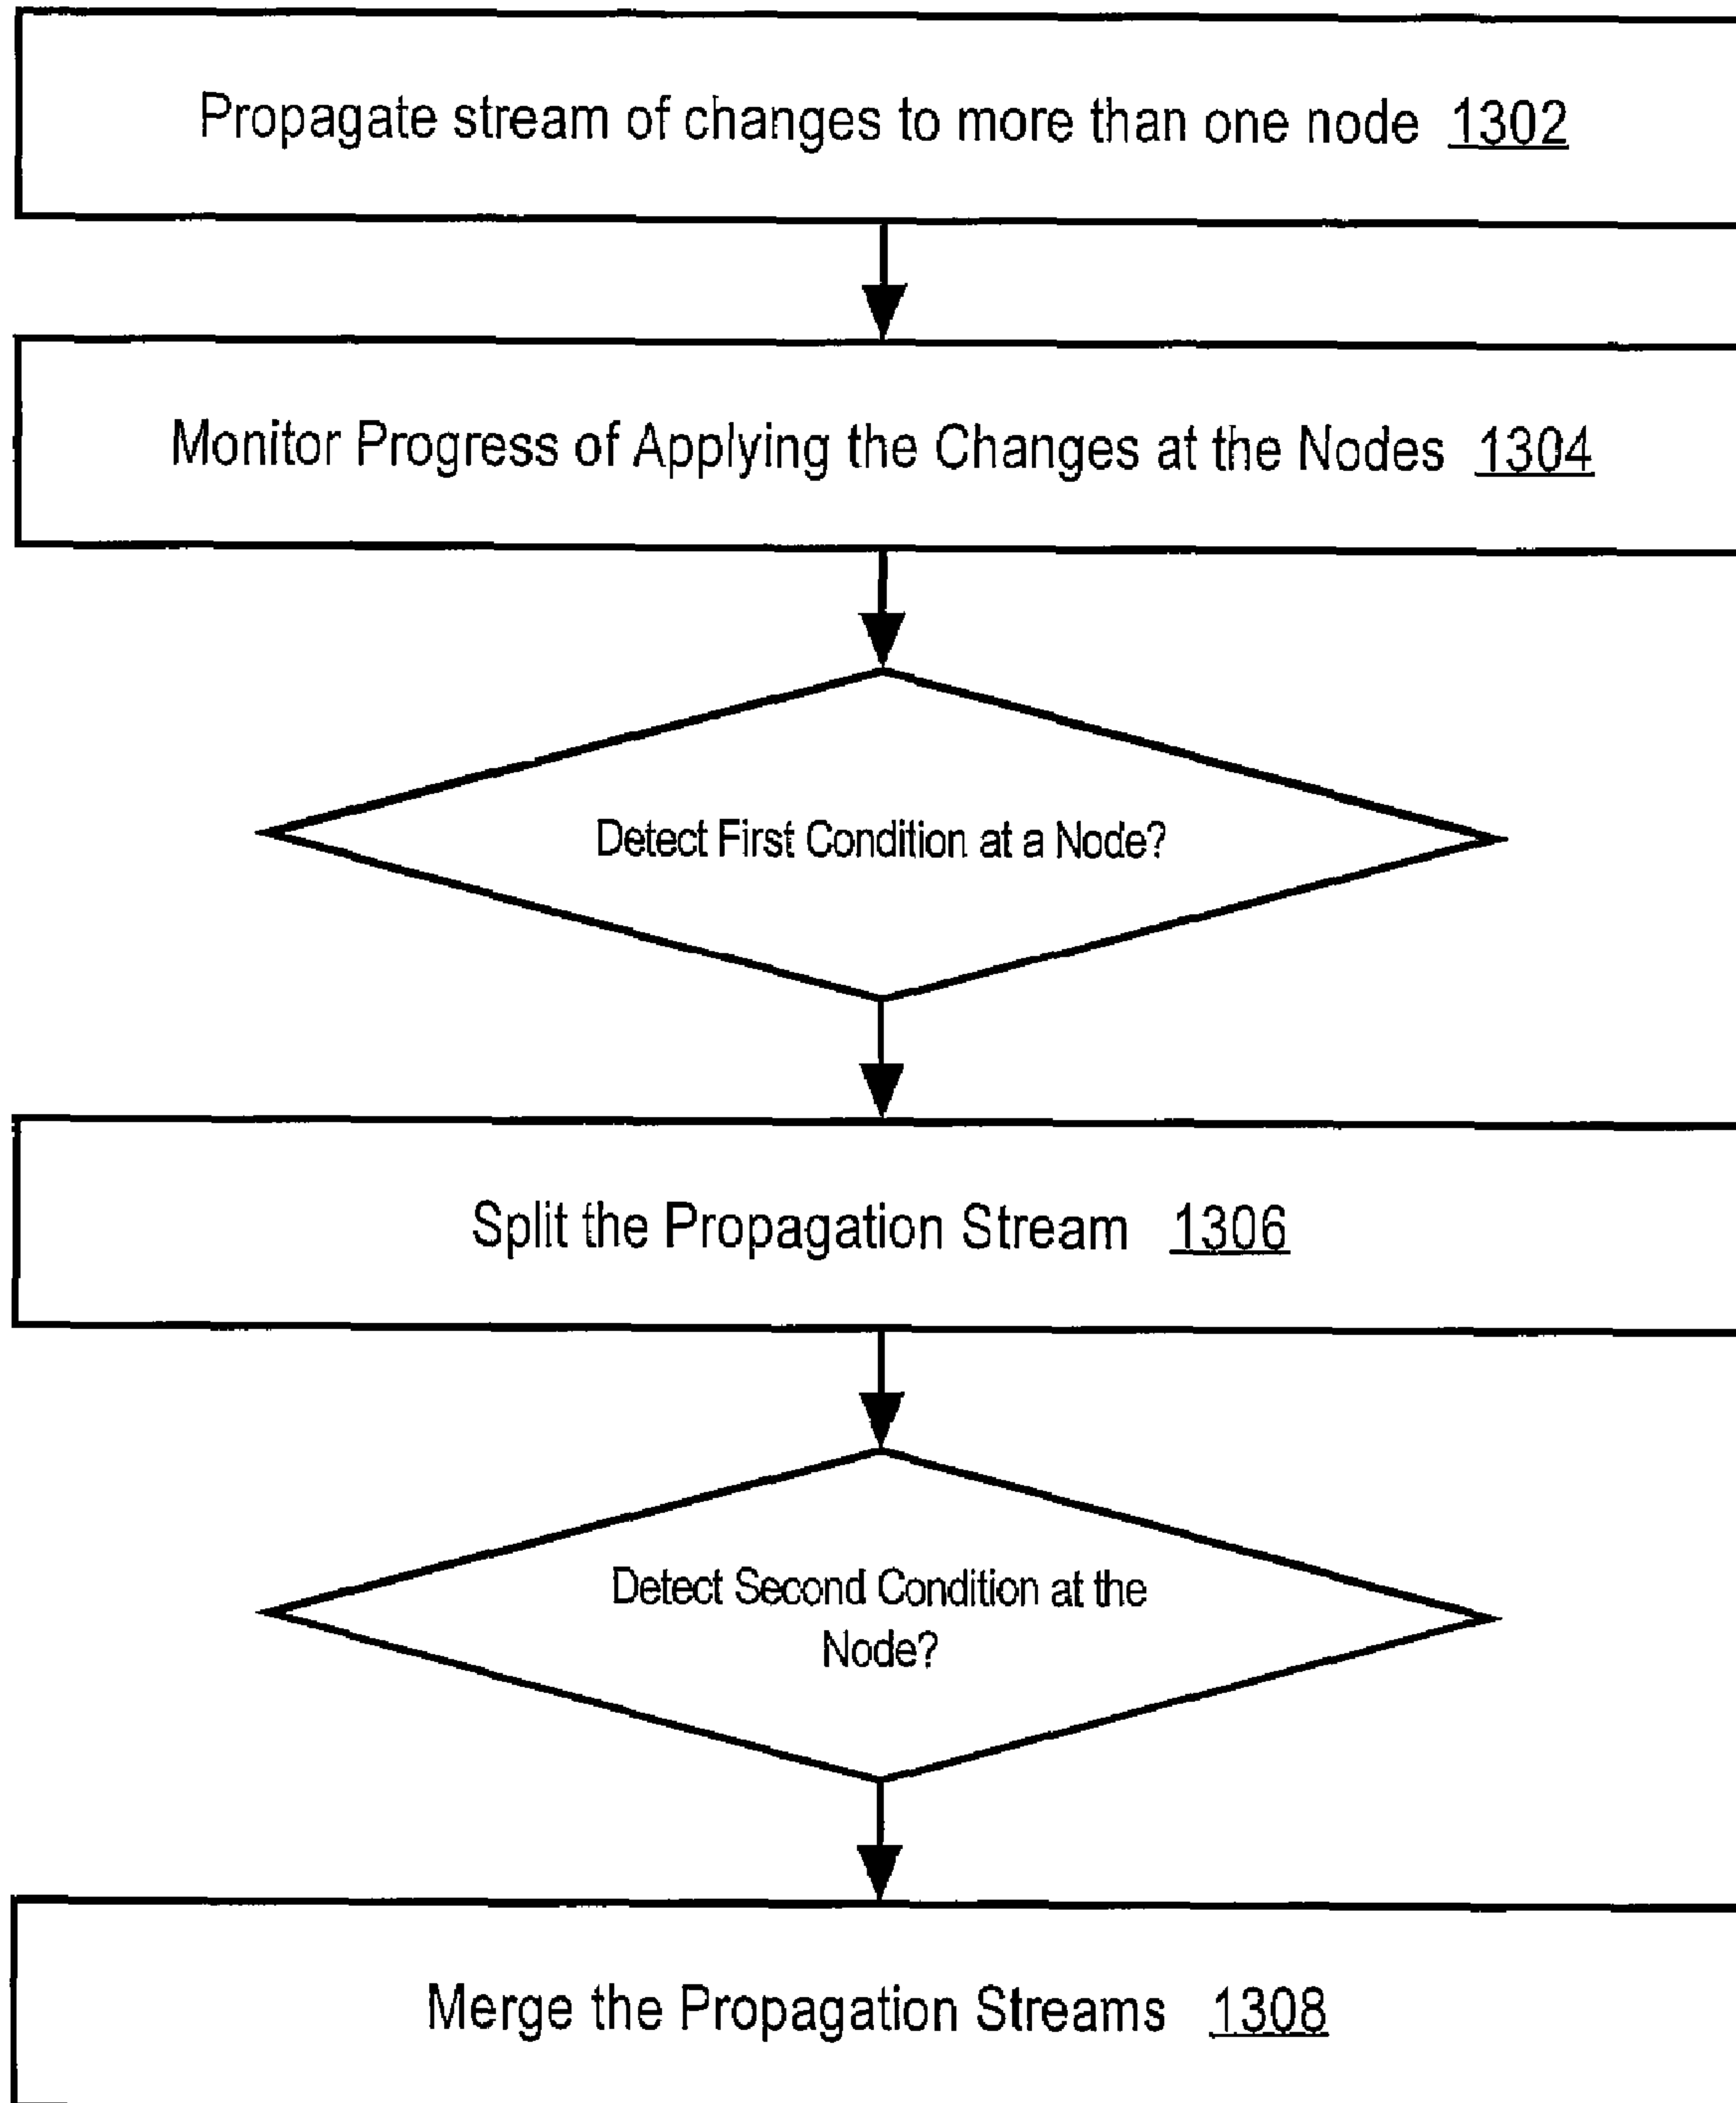 Propagate stream of changes to more than one node 1302
Monitor Progress of Applying the Changes at the Nodes 1304
Detect First Condition at a Node?
Split the Propagation Stream 1306
Detect Second Condition at the
Node?
Merge the Propagation Streams 1308